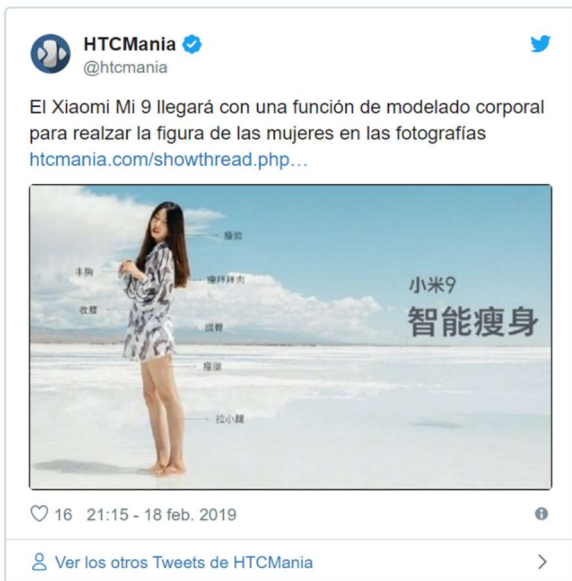 HTCMania
@htcmania
El Xiaomi Mi 9 llegará con una función de modelado corporal
para realzar la figura de las mujeres en las fotografías
htcmania.com/showthread.php…
瘦脸
丰胸
瘦拜拜肉
收腰
提臀
瘦腿
拉小腿
小米9
智能瘦身
16 21:15 - 18 feb. 2019
Ver los otros Tweets de HTCMania